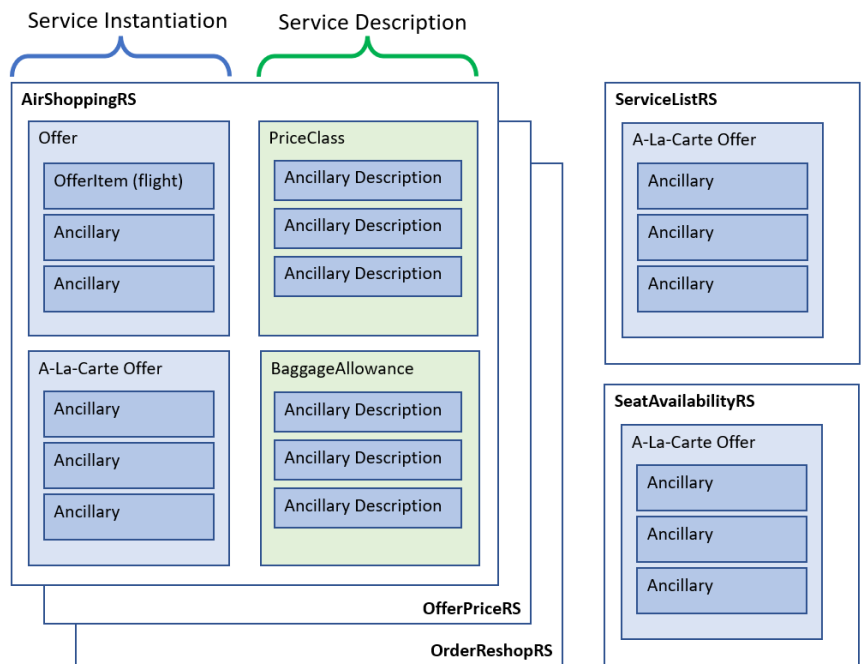 Service Instantiation
Service Description
AirShoppingRS
Offer
OfferItem (flight)
Ancillary
Ancillary
PriceClass
Ancillary Description
Ancillary Description
Ancillary Description
A-La-Carte Offer
Ancillary
Ancillary
Ancillary
BaggageAllowance
Ancillary Description
Ancillary Description
Ancillary Description
OfferPriceRS
OrderReshopRS
ServiceListRS
A-La-Carte Offer
Ancillary
Ancillary
Ancillary
SeatAvailabilityRS
A-La-Carte Offer
Ancillary
Ancillary
Ancillary